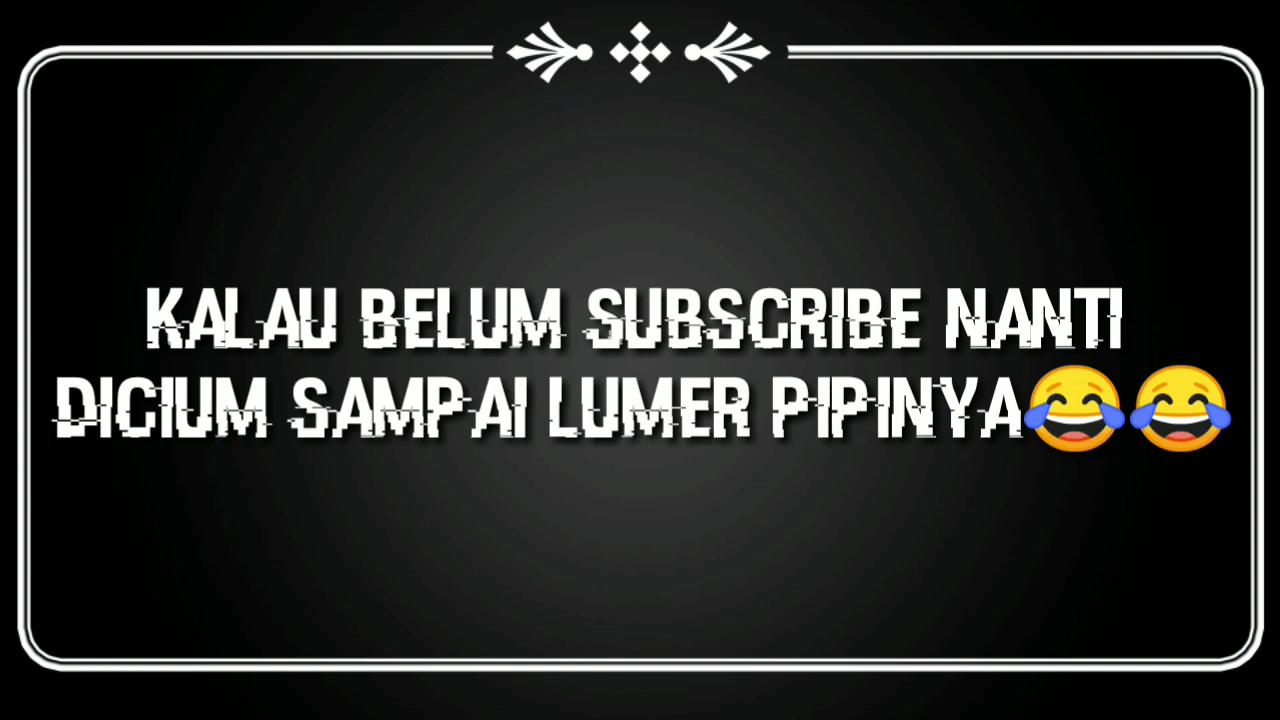 KALAU BELUM SUBSCRIBE NANTI
DICIUM SAMPAI LUMER PIPINYA😂😂